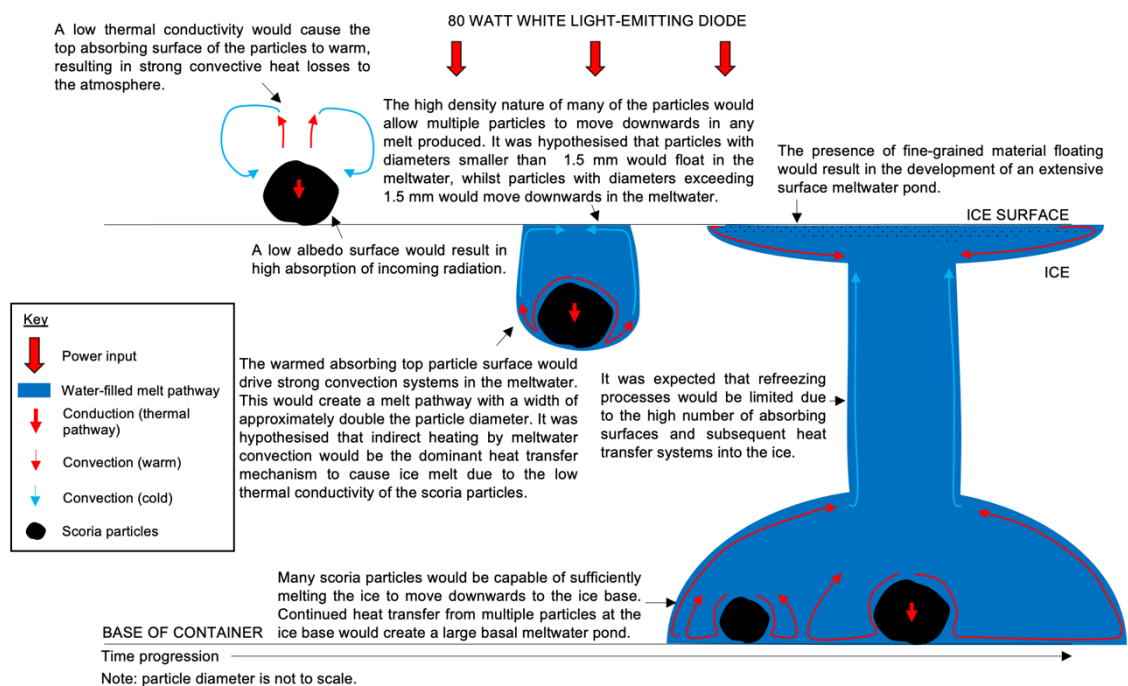 A low thermal conductivity would cause the
top absorbing surface of the particles to warm,
resulting in strong convective heat losses to
the atmosphere.
80 WATT WHITE LIGHT-EMITTING DIODE
The high density nature of many of the particles would
allow multiple particles to move downwards in any
melt produced. It was hypothesised that particles with
diameters smaller than 1.5 mm would float in the
meltwater, whilst particles with diameters exceeding
1.5 mm would move downwards in the meltwater.
The presence of fine-grained material floating
would result in the development of an extensive
surface meltwater pond.
ICE SURFACE
ICE
A low albedo surface would result in
high absorption of incoming radiation.
Key
Power input
Water-filled melt pathway
Conduction (thermal
pathway)
Convection (warm)
Convection (cold)
Scoria particles
The warmed absorbing top particle surface would
drive strong convection systems in the meltwater.
This would create a melt pathway with a width of
approximately double the particle diameter. It was
hypothesised that indirect heating by meltwater
convection would be the dominant heat transfer
mechanism to cause ice melt due to the low
thermal conductivity of the scoria particles.
It was expected that refreezing
processes would be limited due
to the high number of absorbing
surfaces and subsequent heat
transfer systems into the ice.
Many scoria particles would be capable of sufficiently
melting the ice to move downwards to the ice base.
Continued heat transfer from multiple particles at the
ice base would create a large basal meltwater pond.
BASE OF CONTAINER
Time progression
Note: particle diameter is not to scale.